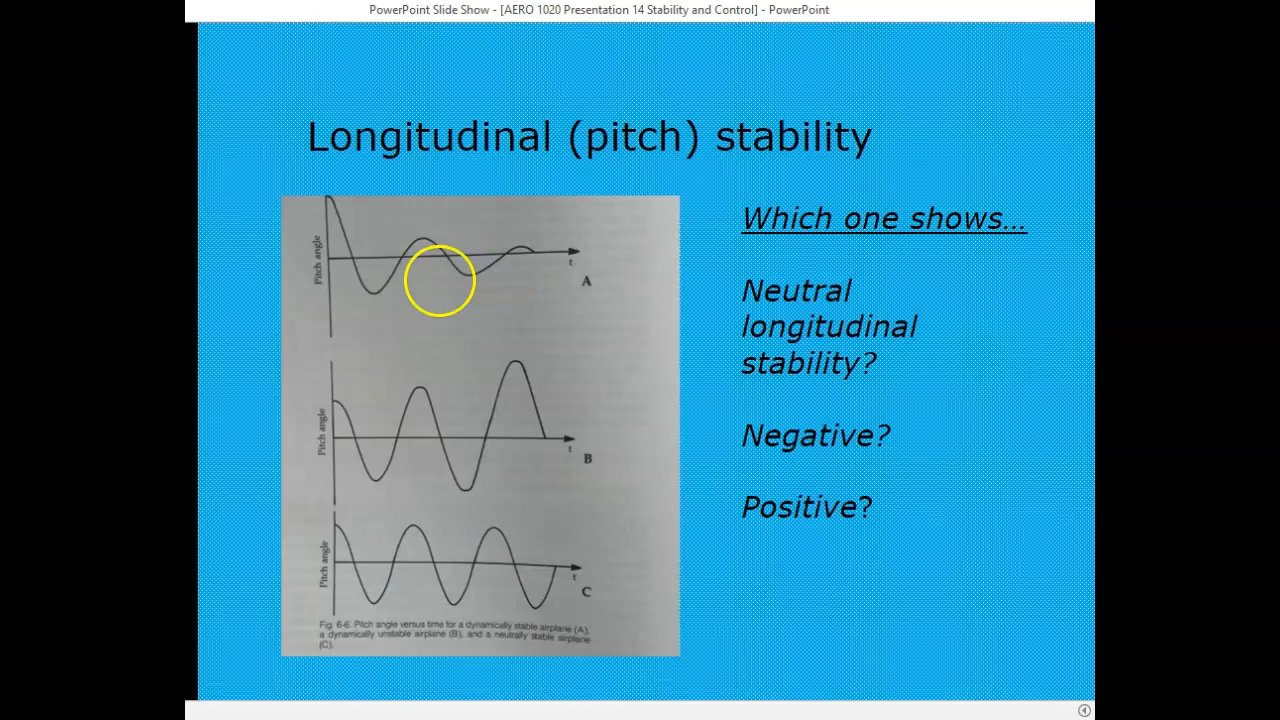 PowerPoint Slide Show - [AERO 1020 Presentation 14 Stability and Control] - PowerPoint
Longitudinal (pitch) stability
Pitch angle
t
A
Pitch angle
t
B
Pitch angle
t
C
Fig. 6-6. Pitch angle versus time for a dynamically stable airplane (A),
a dynamically unstable airplane (B), and a neutrally stable airplane
(C).
Which one shows...
Neutral
longitudinal
stability?
Negative?
Positive?